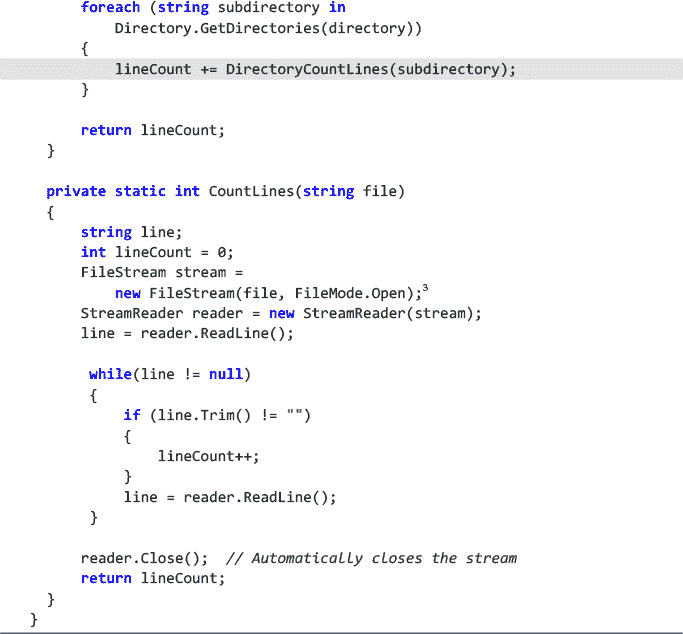 foreach (string subdirectory in
Directory.GetDirectories(directory))
{
lineCount += DirectoryCountLines(subdirectory);
}
return lineCount;
}
private static int CountLines(string file)
{
string line;
int lineCount = 0;
FileStream stream =
new FileStream(file, FileMode.Open);³
StreamReader reader = new StreamReader(stream);
line = reader.ReadLine();
while(line != null)
{
if (line.Trim() != "")
{
lineCount++;
}
line = reader.ReadLine();
}
reader.Close();  // Automatically closes the stream
return lineCount;
}
}